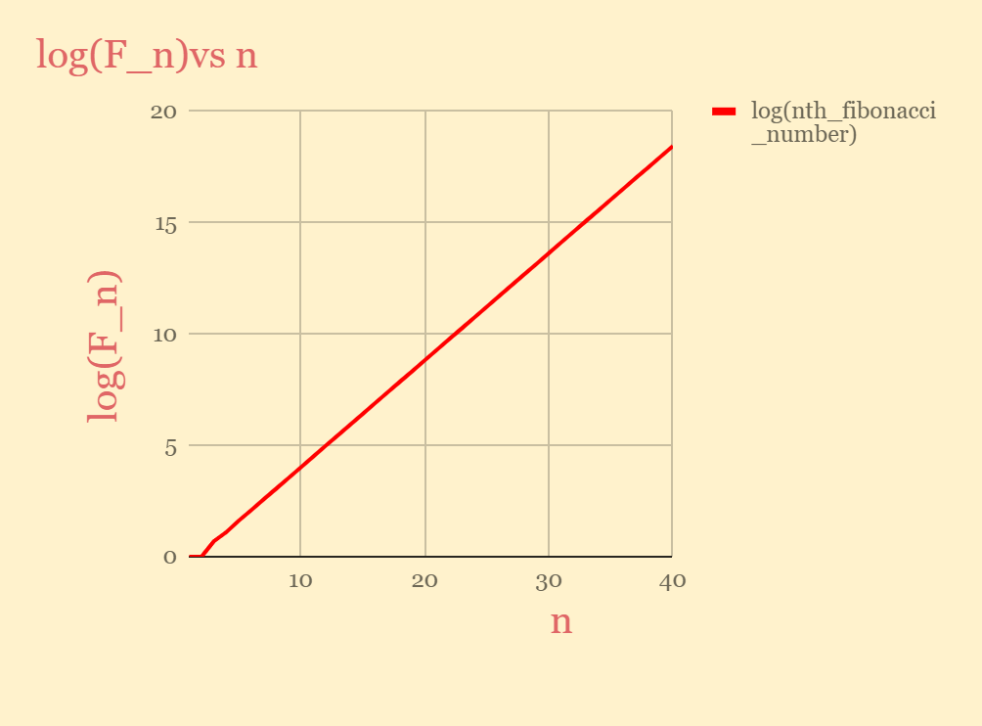 log(F_n)vs n
20
15
10
5
0
log(F_n)
10 20 30 40
n
log(nth_fibonacci
_number)